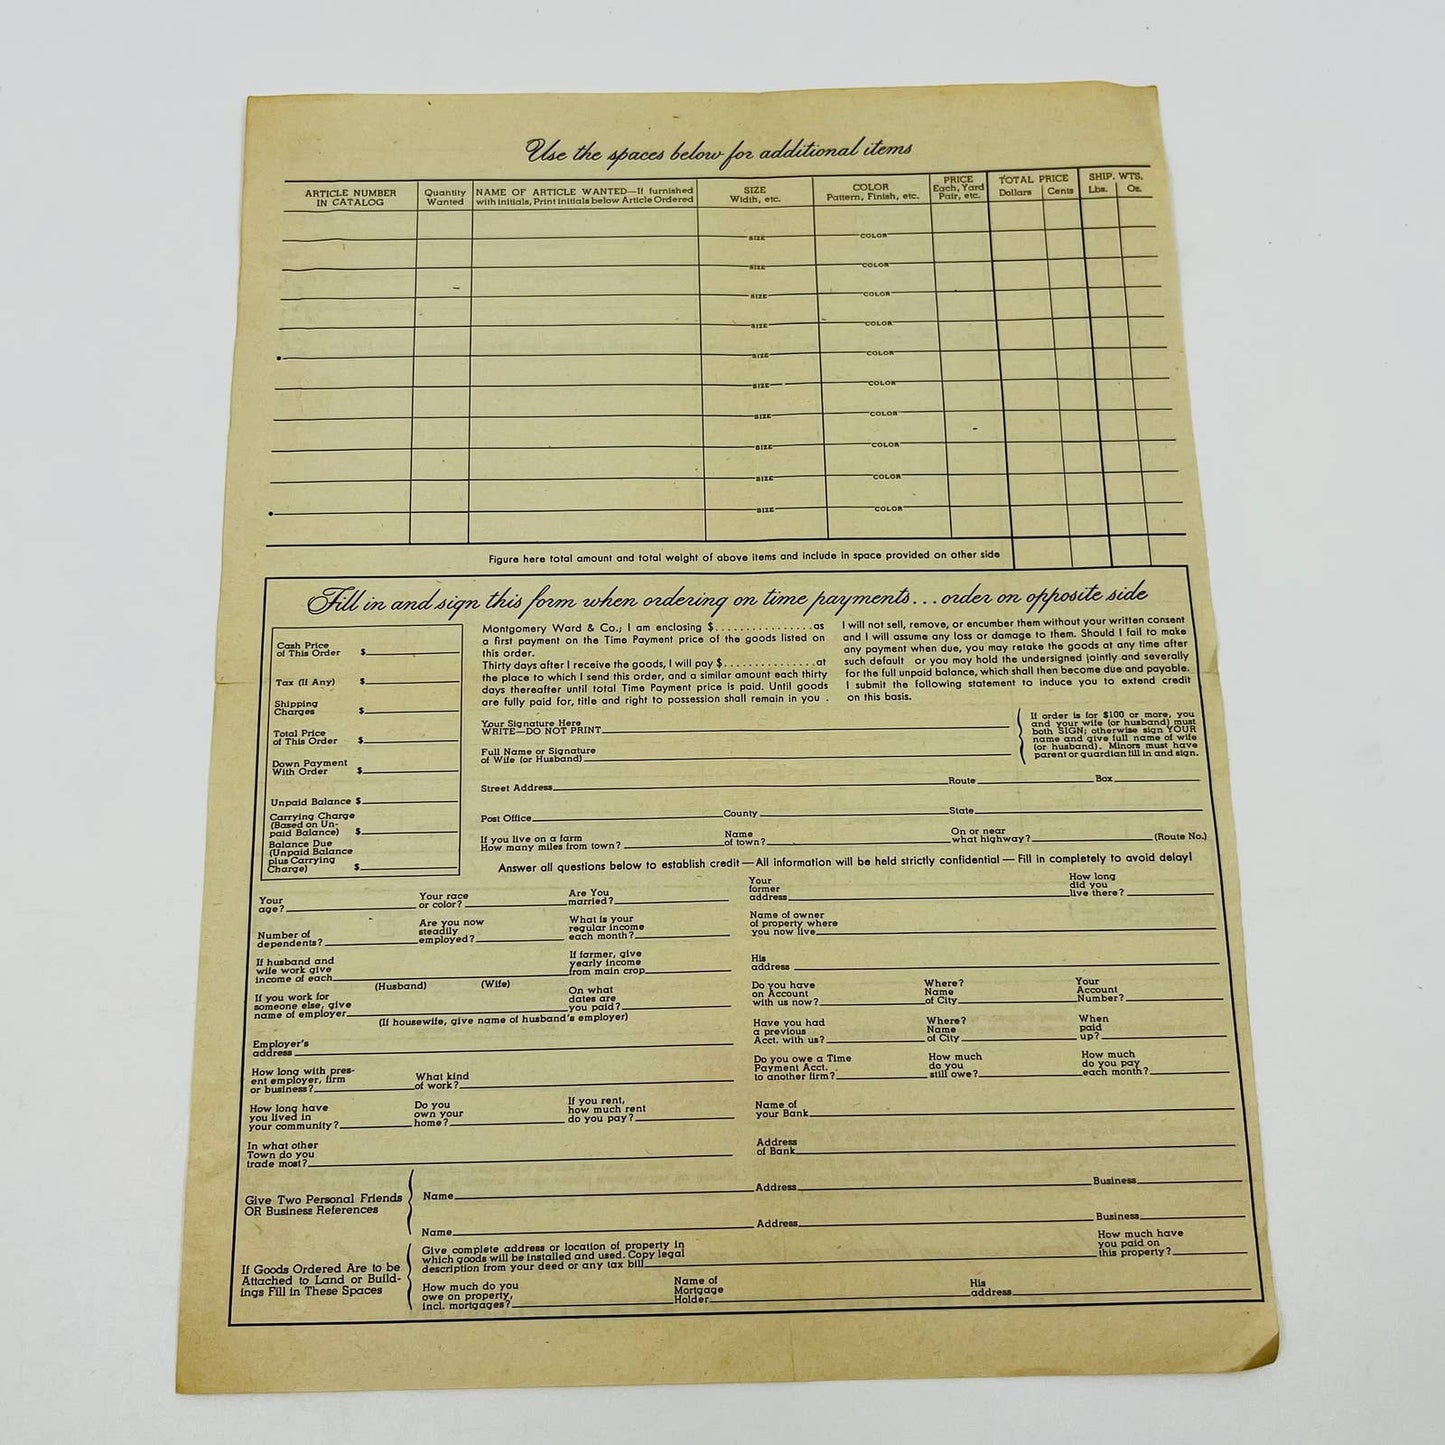 Use the spaces below for additional items
ARTICLE NUMBER
IN CATALOG
Quantity
Wanted
NAME OF ARTICLE WANTED—If furnished
with initials, Print initials below Article Ordered
SIZE
Width, etc.
COLOR
Pattern, Finish, etc.
PRICE
Each, Yard
Pair, etc.
TOTAL PRICE
Dollars Cents
SHIP. WTS.
Lbs. Oz.
SIZE COLOR
SIZE COLOR
SIZE COLOR
SIZE COLOR
SIZE COLOR
SIZE COLOR
SIZE COLOR
SIZE COLOR
SIZE COLOR
SIZE COLOR
Figure here total amount and total weight of above items and include in space provided on other side
Fill in and sign this form when ordering on time payments...order on opposite side
Cash Price
of This Order $
Tax (If Any) $
Shipping
Charges $
Total Price
of This Order $
Down Payment
With Order $
Unpaid Balance $
Carrying Charge
(Based on Un-
paid Balance) $
Balance Due
(Unpaid Balance
plus Carrying
Charge) $
Montgomery Ward & Co.; I am enclosing $................as
a first payment on the Time Payment price of the goods listed on
this order.
Thirty days after I receive the goods, I will pay $...............at
the place to which I send this order, and a similar amount each thirty
days thereafter until total Time Payment price is paid. Until goods
are fully paid for, title and right to possession shall remain in you .
I will not sell, remove, or encumber them without your written consent
and I will assume any loss or damage to them. Should I fail to make
any payment when due, you may retake the goods at any time after
such default or you may hold the undersigned jointly and severally
for the full unpaid balance, which shall then become due and payable.
I submit the following statement to induce you to extend credit
on this basis.
Your Signature Here
WRITE—DO NOT PRINT
Full Name or Signature
of Wife (or Husband)
If order is for $100 or more, you
and your wife (or husband) must
both SIGN; otherwise sign YOUR
name and give full name of wife
(or husband). Minors must have
parent or guardian fill in and sign.
Street Address Route Box
Post Office County State
If you live on a farm
How many miles from town?
Name
of town?
On or near
what highway? (Route No.)
Answer all questions below to establish credit—All information will be held strictly confidential—Fill in completely to avoid delay!
Your
age?
Your race
or color?
Are You
married?
Number of
dependents?
Are you now
steadily
employed?
What is your
regular income
each month?
If husband and
wife work give
income of each
(Husband) (Wife)
If farmer, give
yearly income
from main crop
If you work for
someone else, give
name of employer
(If housewife, give name of husband's employer)
On what
dates are
you paid?
Employer's
address
How long with pres-
ent employer, firm
or business?
What kind
of work?
How long have
you lived in
your community?
Do you
own your
home?
If you rent,
how much rent
do you pay?
In what other
Town do you
trade most?
Your
former
address
How long
did you
live there?
Name of owner
of property where
you now live
His
address
Do you have
on Account
with us now?
Where?
Name
of City
Your
Account
Number?
Have you had
a previous
Acct. with us?
Where?
Name
of City
When
paid
up?
Do you owe a Time
Payment Acct.
to another firm?
How much
do you
still owe?
How much
do you pay
each month?
Name of
your Bank
Address
of Bank
Give Two Personal Friends
OR Business References
Name Address Business
Name Address Business
If Goods Ordered Are to be
Attached to Land or Build-
ings Fill in These Spaces
Give complete address or location of property in
which goods will be installed and used. Copy legal
description from your deed or any tax bill
How much have
you paid on
this property?
How much do you
owe on property,
incl. mortgages?
Name of
Mortgage
Holder
His
address